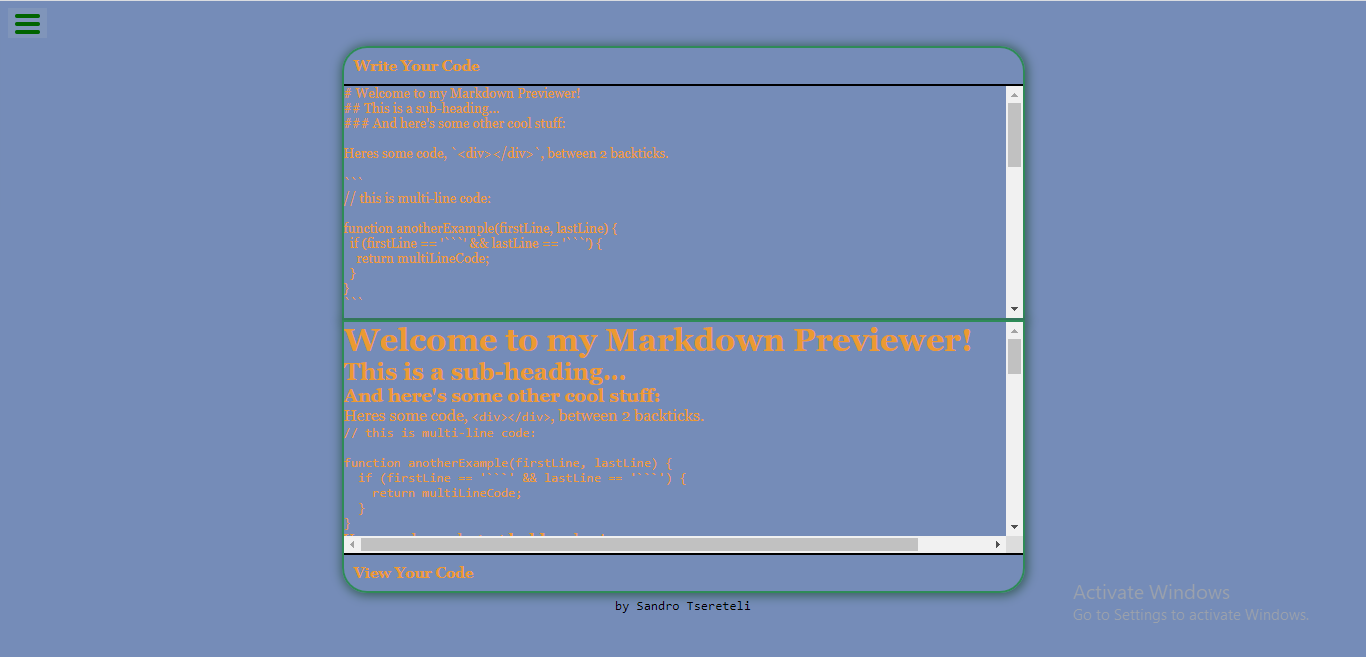 Write Your Code
# Welcome to my Markdown Previewer!
## This is a sub-heading...
### And here's some other cool stuff:
Heres some code, `<div></div>`, between 2 backticks.
```
// this is multi-line code:
function anotherExample(firstLine, lastLine) {
  if (firstLine == '```' && lastLine == '```') {
    return multiLineCode;
  }
}
```
Welcome to my Markdown Previewer!
This is a sub-heading...
And here's some other cool stuff:
Heres some code, <div></div>, between 2 backticks.
// this is multi-line code:
function anotherExample(firstLine, lastLine) {
  if (firstLine == '```' && lastLine == '```') {
    return multiLineCode;
  }
}
View Your Code
by Sandro Tsereteli
Activate Windows
Go to Settings to activate Windows.